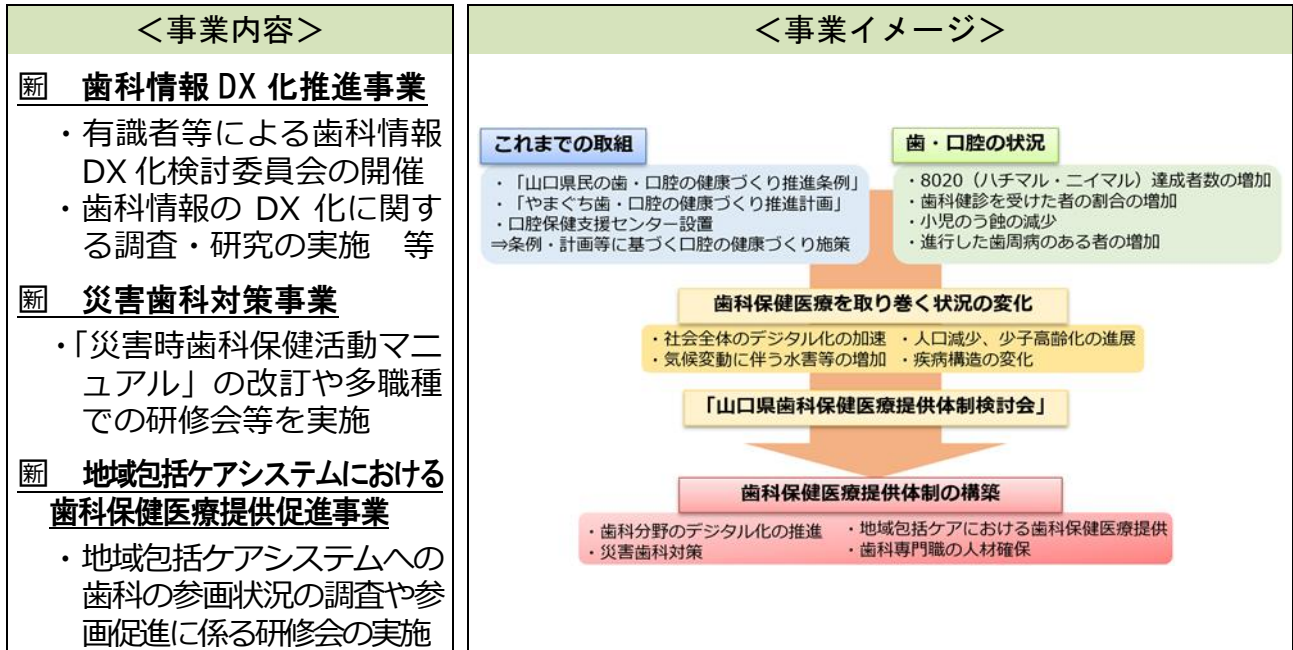 ＜事業内容＞
新 歯科情報 DX 化推進事業
・有識者等による歯科情報
DX 化検討委員会の開催
・歯科情報の DX 化に関す
る調査・研究の実施 等
新 災害歯科対策事業
・「災害時歯科保健活動マニ
ュアル」の改訂や多職種
での研修会等を実施
新 地域包括ケアシステムにおける
歯科保健医療提供促進事業
・地域包括ケアシステムへの
歯科の参画状況の調査や参
画促進に係る研修会の実施
＜事業イメージ＞
これまでの取組
・「山口県民の歯・口腔の健康づくり推進条例」
・「やまぐち歯・口腔の健康づくり推進計画」
・口腔保健支援センター設置
⇒条例・計画等に基づく口腔の健康づくり施策
歯・口腔の状況
・8020（ハチマル・ニイマル）達成者数の増加
・歯科健診を受けた者の割合の増加
・小児のう蝕の減少
・進行した歯周病のある者の増加
歯科保健医療を取り巻く状況の変化
・社会全体のデジタル化の加速 ・人口減少、少子高齢化の進展
・気候変動に伴う水害等の増加 ・疾病構造の変化
「山口県歯科保健医療提供体制検討会」
歯科保健医療提供体制の構築
・歯科分野のデジタル化の推進 ・地域包括ケアにおける歯科保健医療提供
・災害歯科対策 ・歯科専門職の人材確保